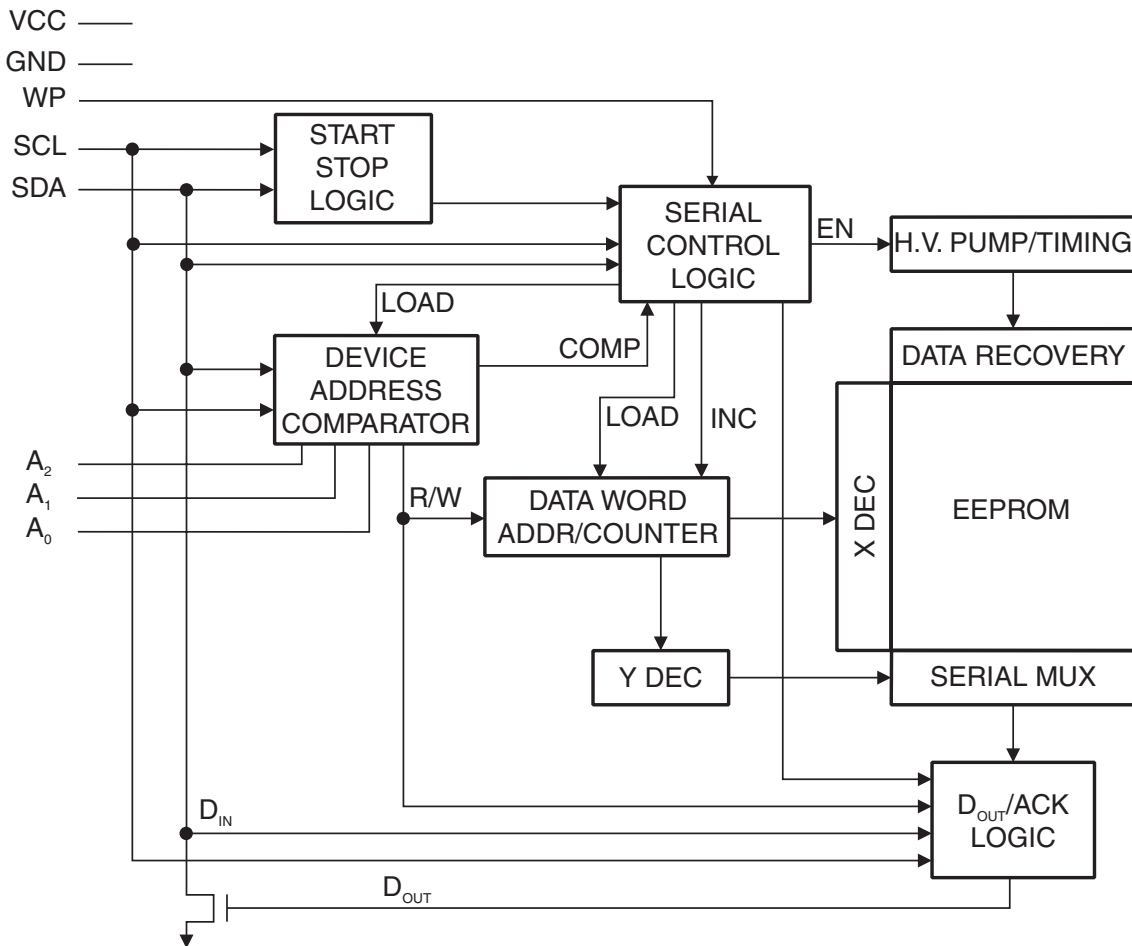 VCC
GND
WP
SCL
SDA
START
STOP
LOGIC
SERIAL
CONTROL
LOGIC
EN
H.V. PUMP/TIMING
LOAD
COMP
DEVICE
ADDRESS
COMPARATOR
DATA RECOVERY
LOAD
INC
A2
A1
A0
R/W
DATA WORD
ADDR/COUNTER
X DEC
EEPROM
Y DEC
SERIAL MUX
DIN
DOUT/ACK
LOGIC
DOUT